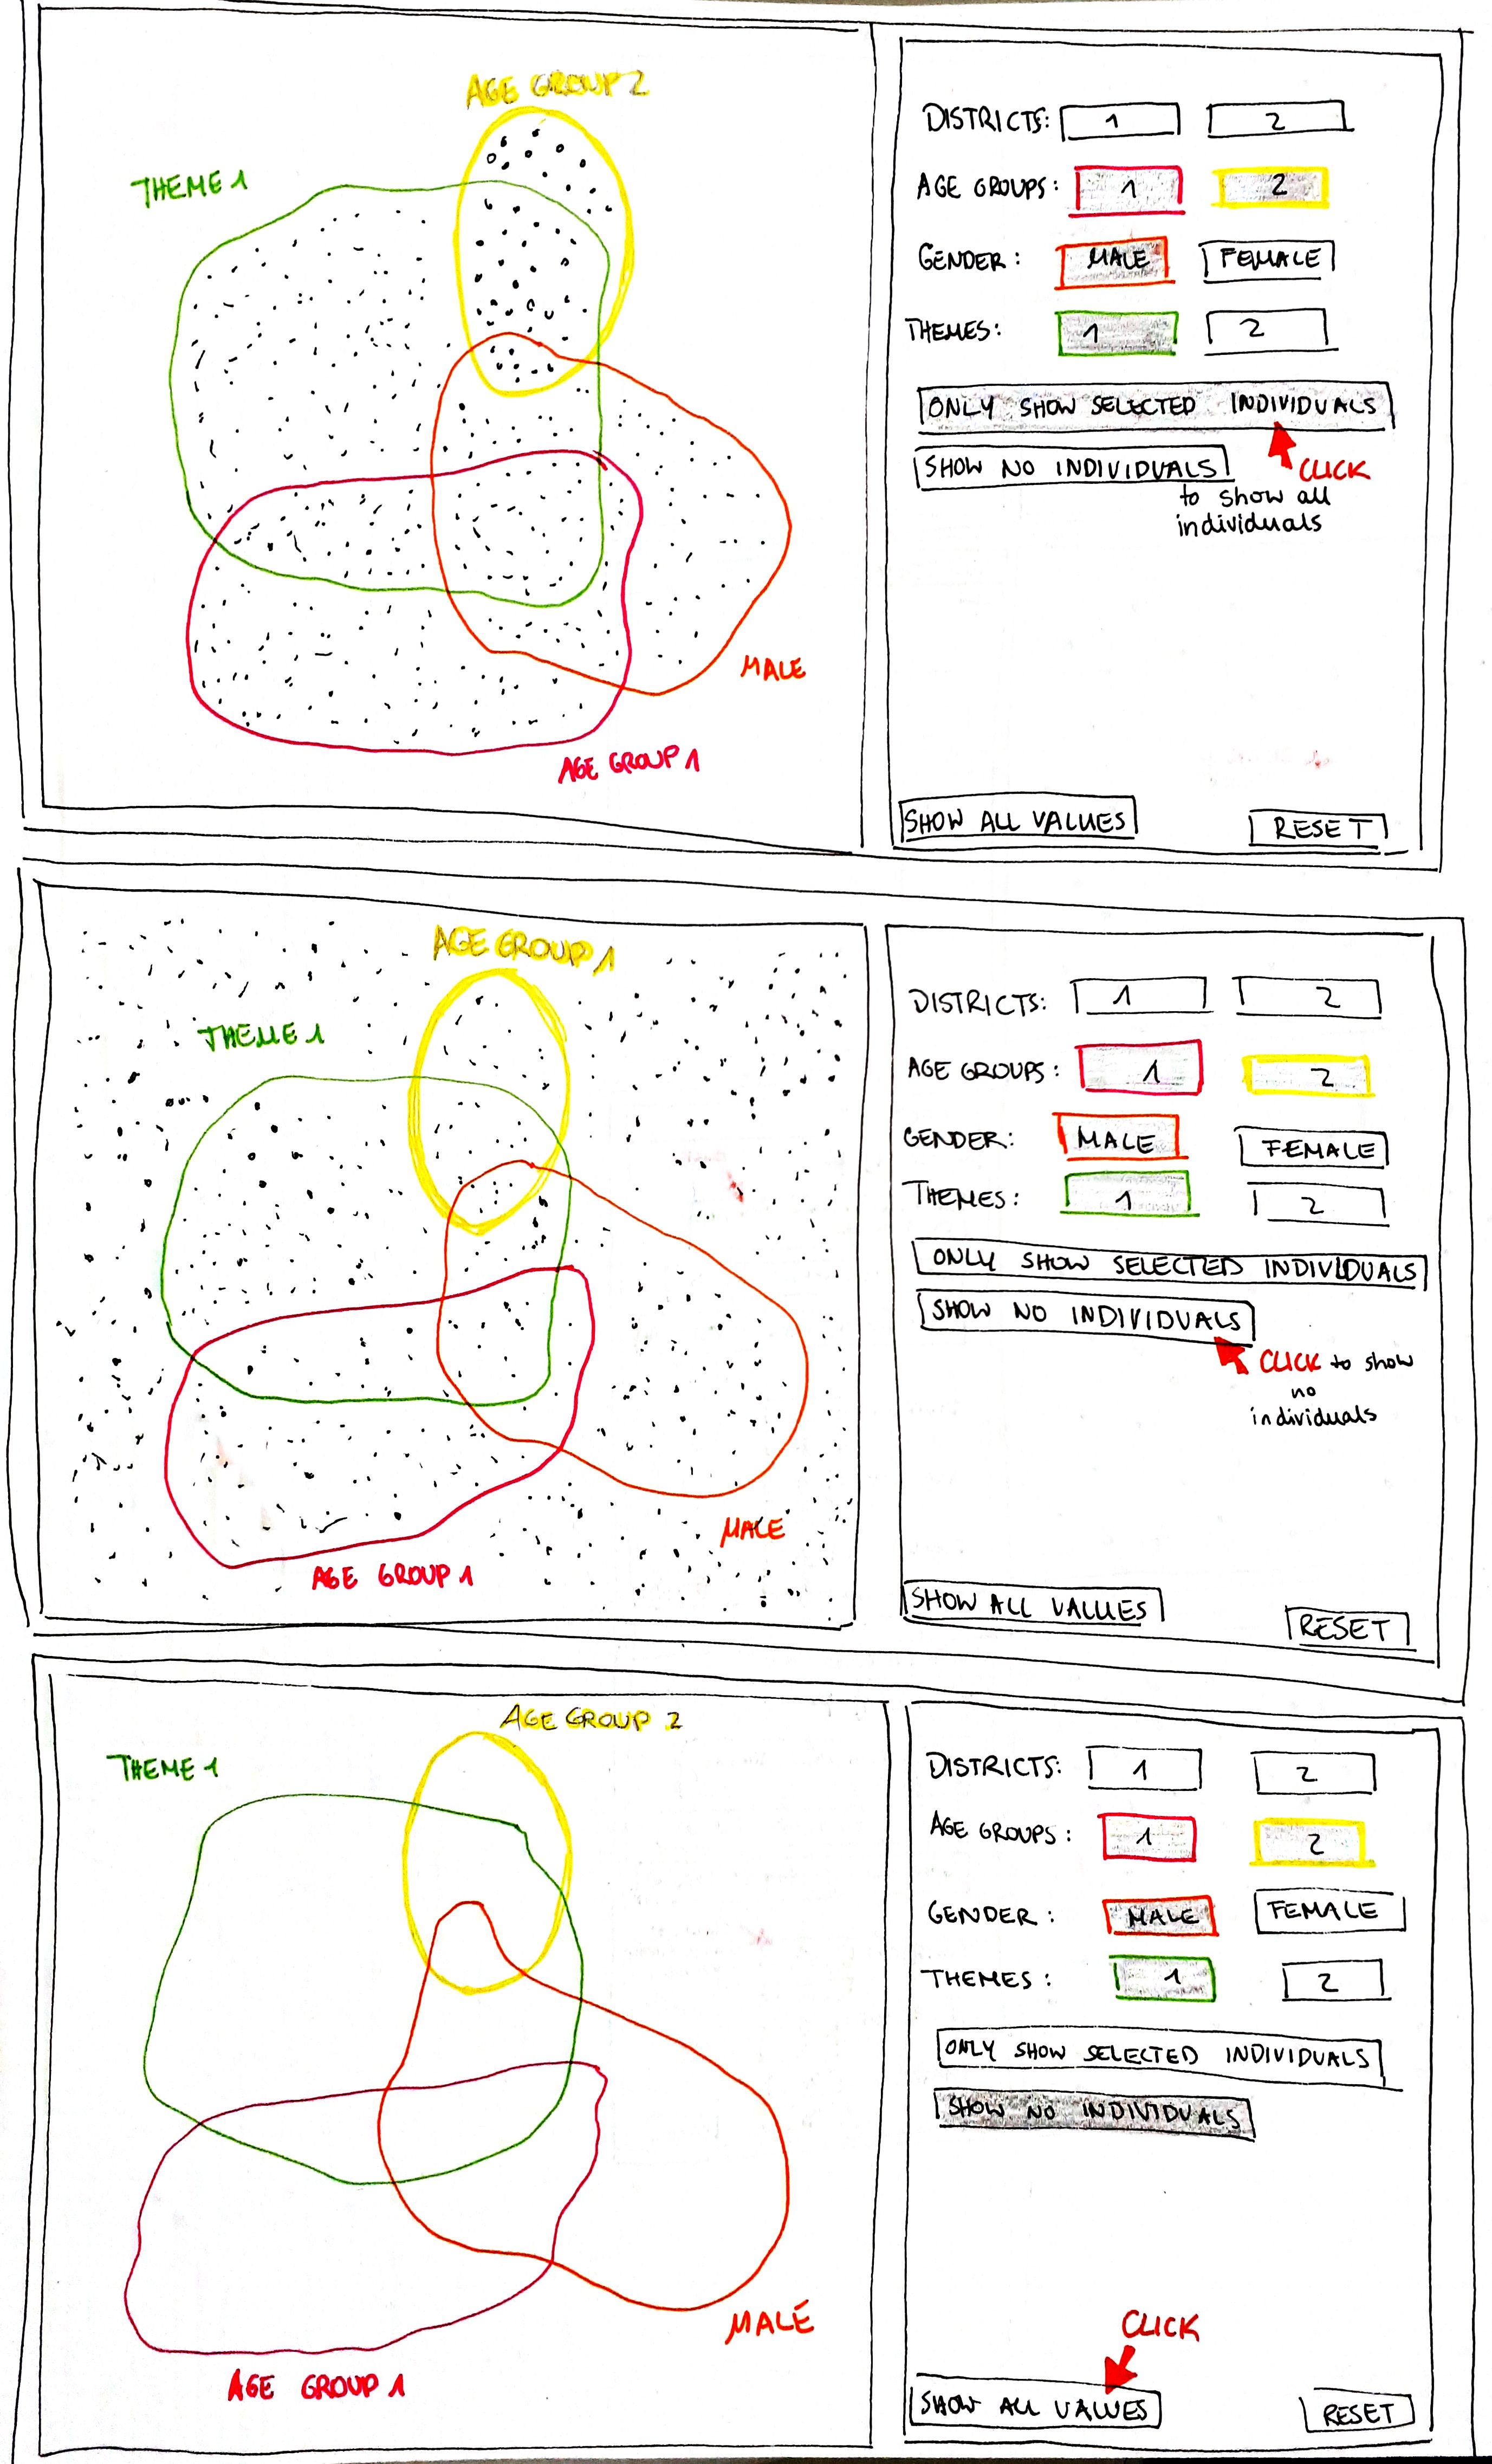 AGE GROUP 2
THEME 1
MALE
AGE GROUP 1
DISTRICTS: 1 2
AGE GROUPS: 1 2
GENDER: MALE FEMALE
THEMES: 1 2
ONLY SHOW SELECTED INDIVIDUALS
SHOW NO INDIVIDUALS
CLICK
to show all
individuals
SHOW ALL VALUES
RESET
AGE GROUP 1
THEME 1
MALE
AGE GROUP 1
DISTRICTS: 1 2
AGE GROUPS: 1 2
GENDER: MALE FEMALE
THEMES: 1 2
ONLY SHOW SELECTED INDIVIDUALS
SHOW NO INDIVIDUALS
CLICK to show
no
individuals
SHOW ALL VALUES
RESET
AGE GROUP 2
THEME 1
MALE
AGE GROUP 1
DISTRICTS: 1 2
AGE GROUPS: 1 2
GENDER: MALE FEMALE
THEMES: 1 2
ONLY SHOW SELECTED INDIVIDUALS
SHOW NO INDIVIDUALS
CLICK
SHOW ALL VALUES
RESET